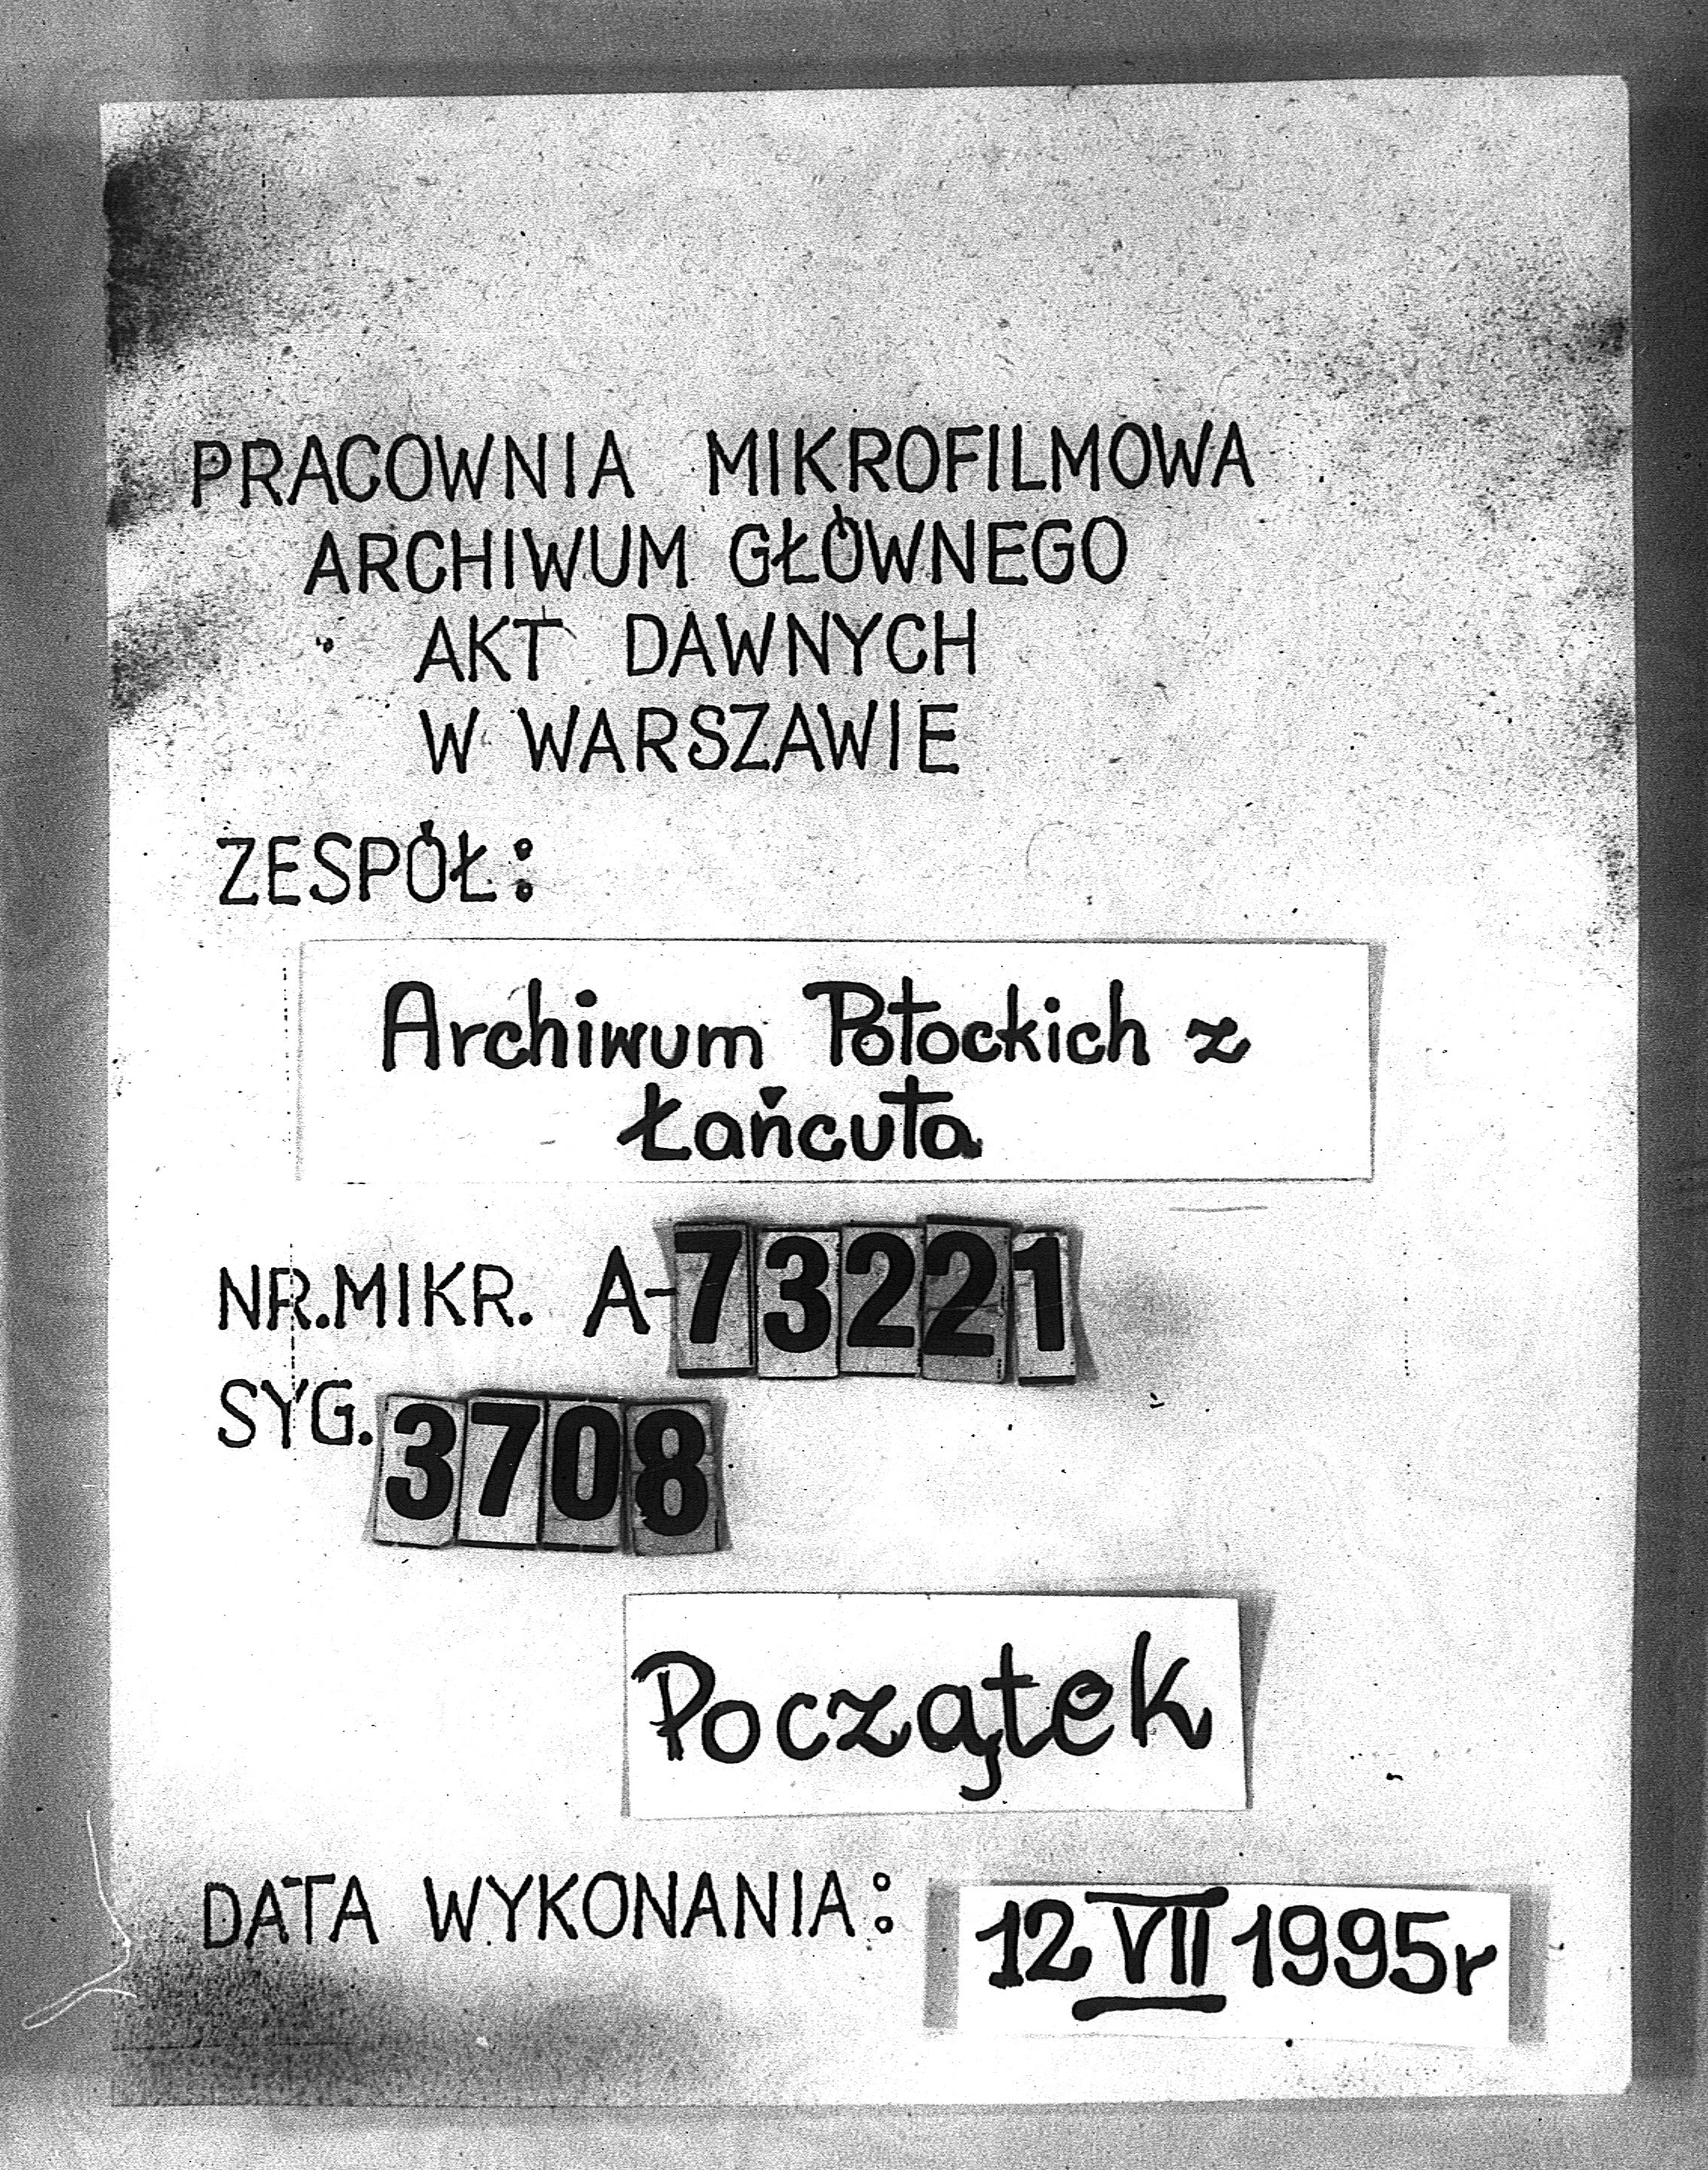 PRACOWNIA MIKROFILMOWA
ARCHIWUM GŁÓWNEGO
AKT DAWNYCH
W WARSZAWIE
ZESPÓŁ:
Archiwum Potockich z
Łańcuta
NR.MIKR. A-73221
SYG. 3708
Początek
DATA WYKONANIA: 12 VII 1995r